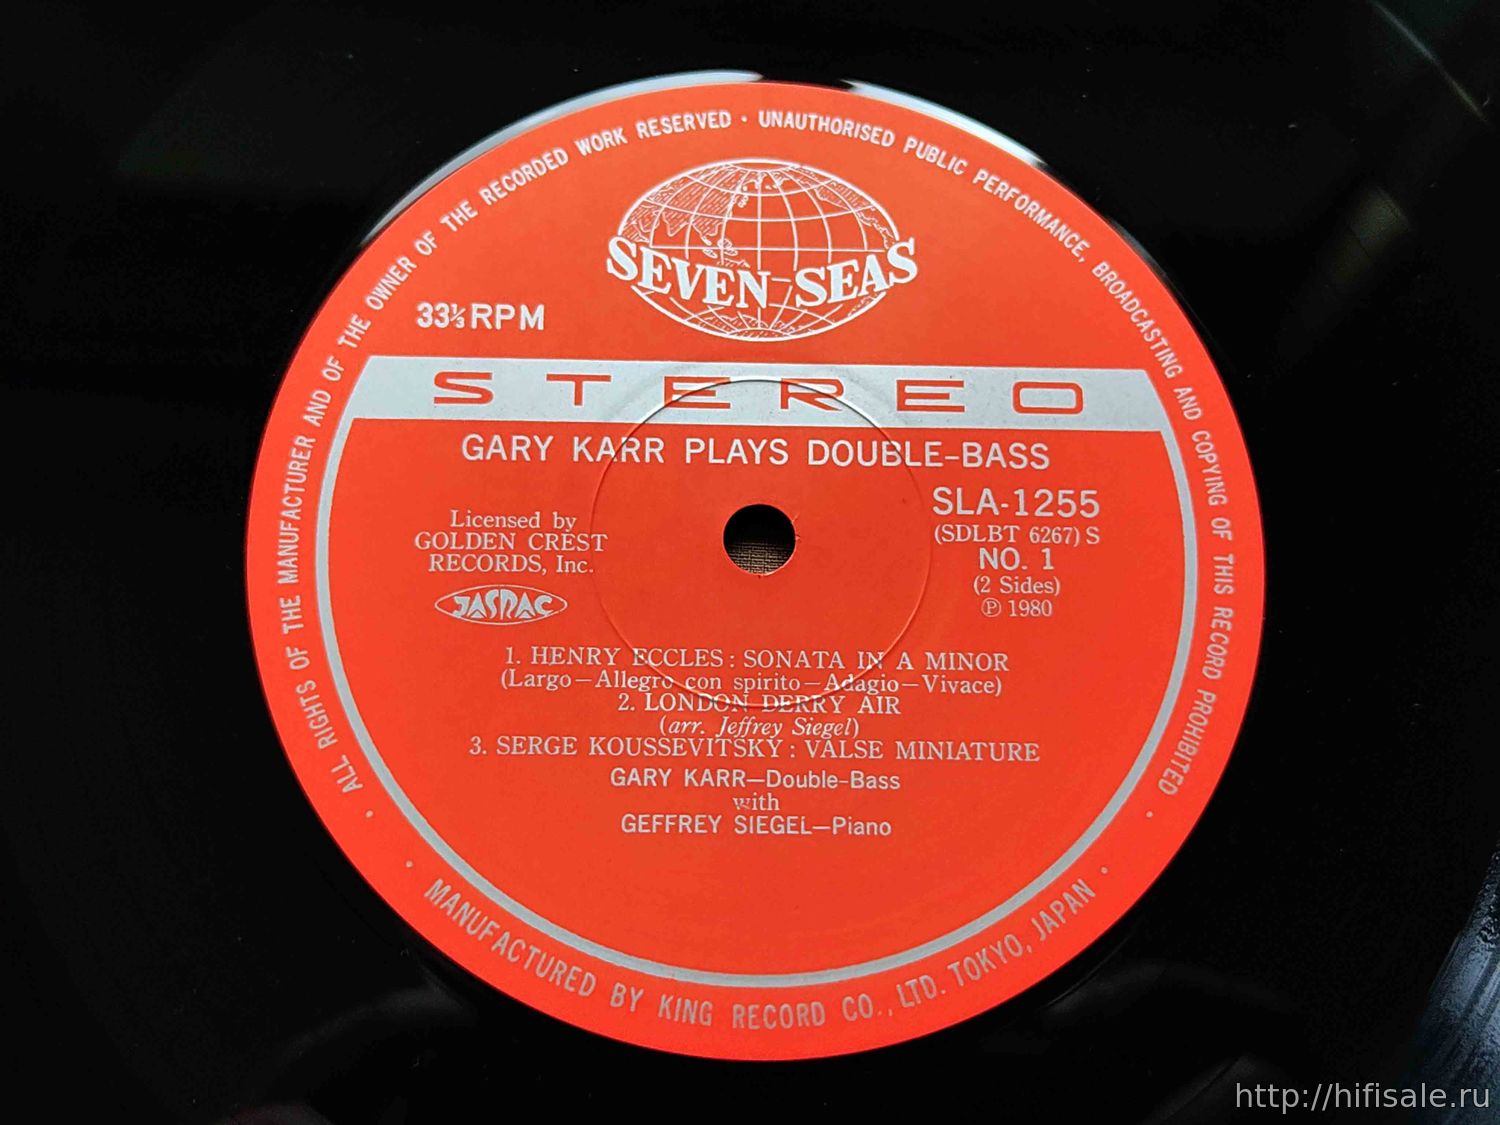 ALL RIGHTS OF THE MANUFACTURER AND OF THE OWNER OF THE RECORDED WORK RESERVED · UNAUTHORISED PUBLIC PERFORMANCE, BROADCASTING AND COPYING OF THIS RECORD PROHIBITED
SEVEN-SEAS
33⅓ RPM
STEREO
GARY KARR PLAYS DOUBLE-BASS
Licensed by
GOLDEN CREST
RECORDS, Inc.
JASRAC
SLA-1255
(SDLBT 6267) S
NO. 1
(2 Sides)
℗ 1980
1. HENRY ECCLES : SONATA IN A MINOR
(Largo—Allegro con spirito—Adagio—Vivace)
2. LONDON DERRY AIR
(arr. Jeffrey Siegel)
3. SERGE KOUSSEVITSKY : VALSE MINIATURE
GARY KARR—Double-Bass
with
GEFFREY SIEGEL—Piano
· MANUFACTURED BY KING RECORD CO., LTD. TOKYO, JAPAN ·
http://hifisale.ru